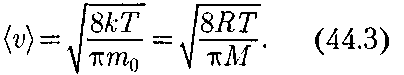 ⟨v⟩ = √(8kT/πm₀) = √(8RT/πM). (44.3)